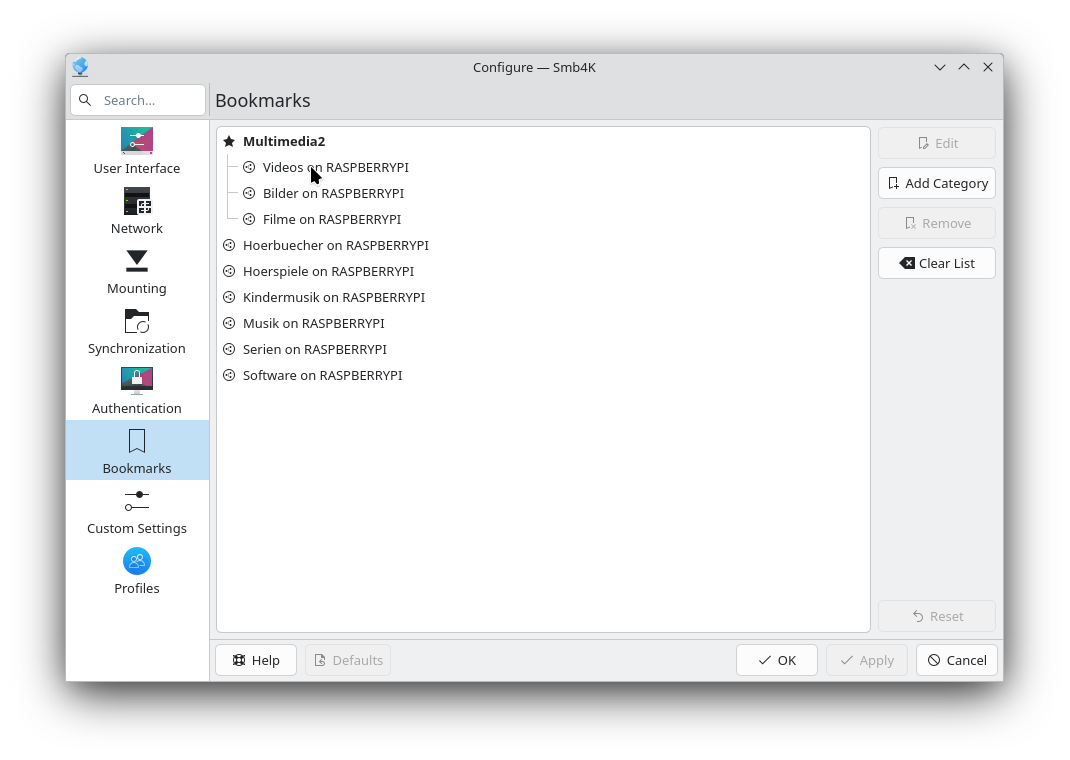 Configure — Smb4K
Search...
Bookmarks
User Interface
Network
Mounting
Synchronization
Authentication
Bookmarks
Custom Settings
Profiles
Multimedia2
Videos on RASPBERRYPI
Bilder on RASPBERRYPI
Filme on RASPBERRYPI
Hoerbuecher on RASPBERRYPI
Hoerspiele on RASPBERRYPI
Kindermusik on RASPBERRYPI
Musik on RASPBERRYPI
Serien on RASPBERRYPI
Software on RASPBERRYPI
Edit
Add Category
Remove
Clear List
Reset
Help
Defaults
OK
Apply
Cancel